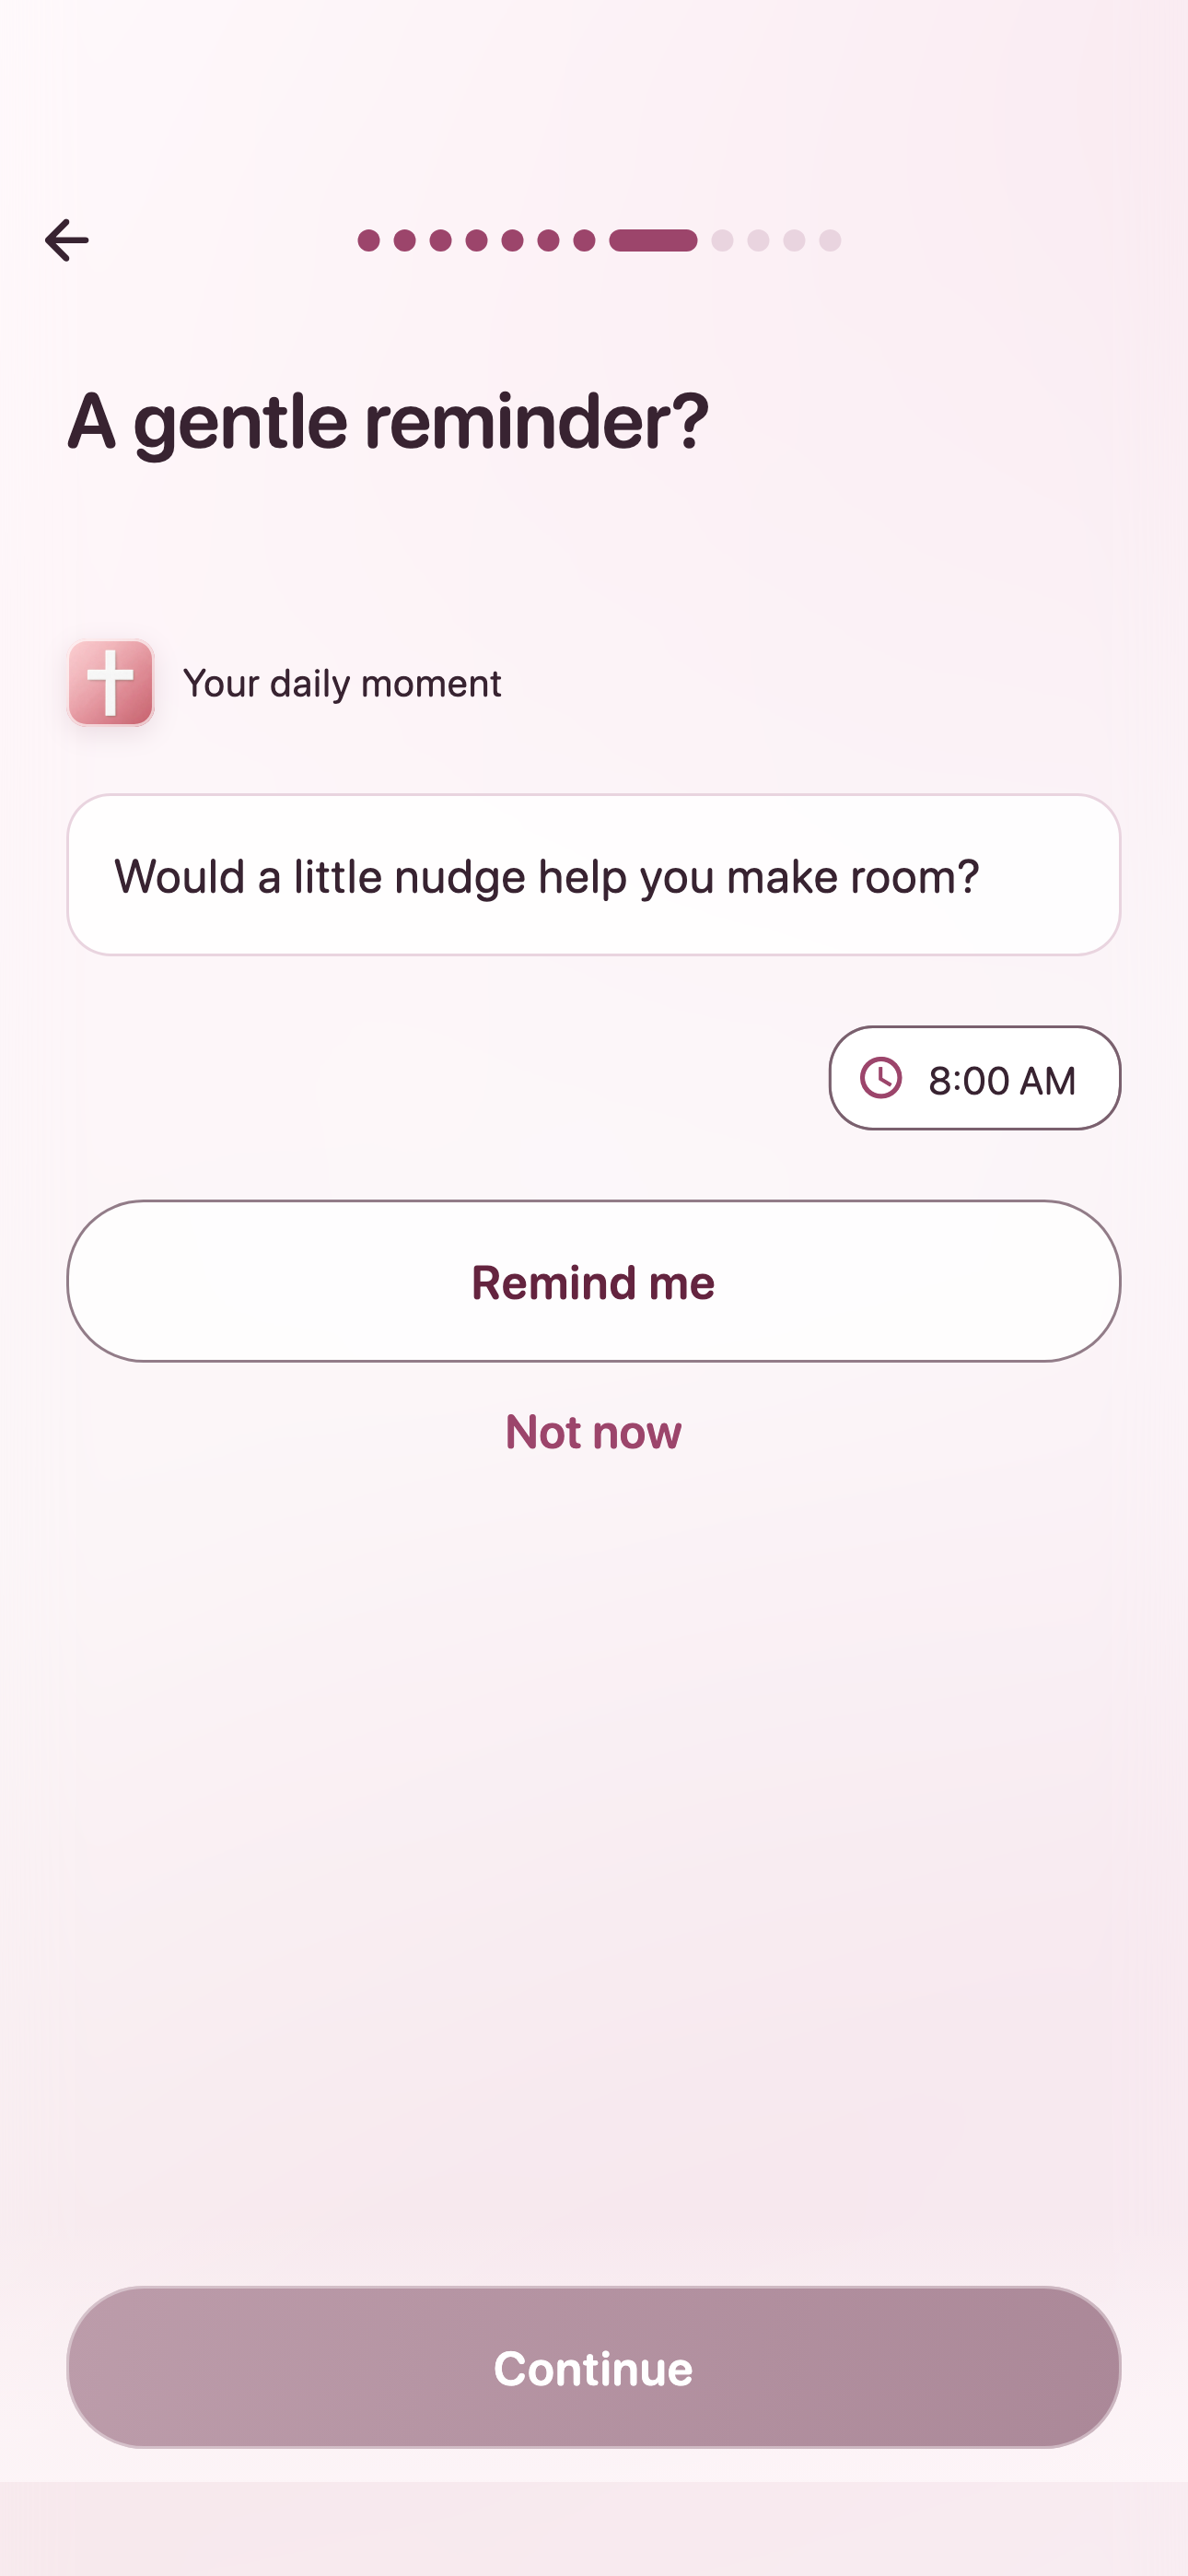 A gentle reminder?
Your daily moment
Would a little nudge help you make room?
8:00 AM
Remind me
Not now
Continue